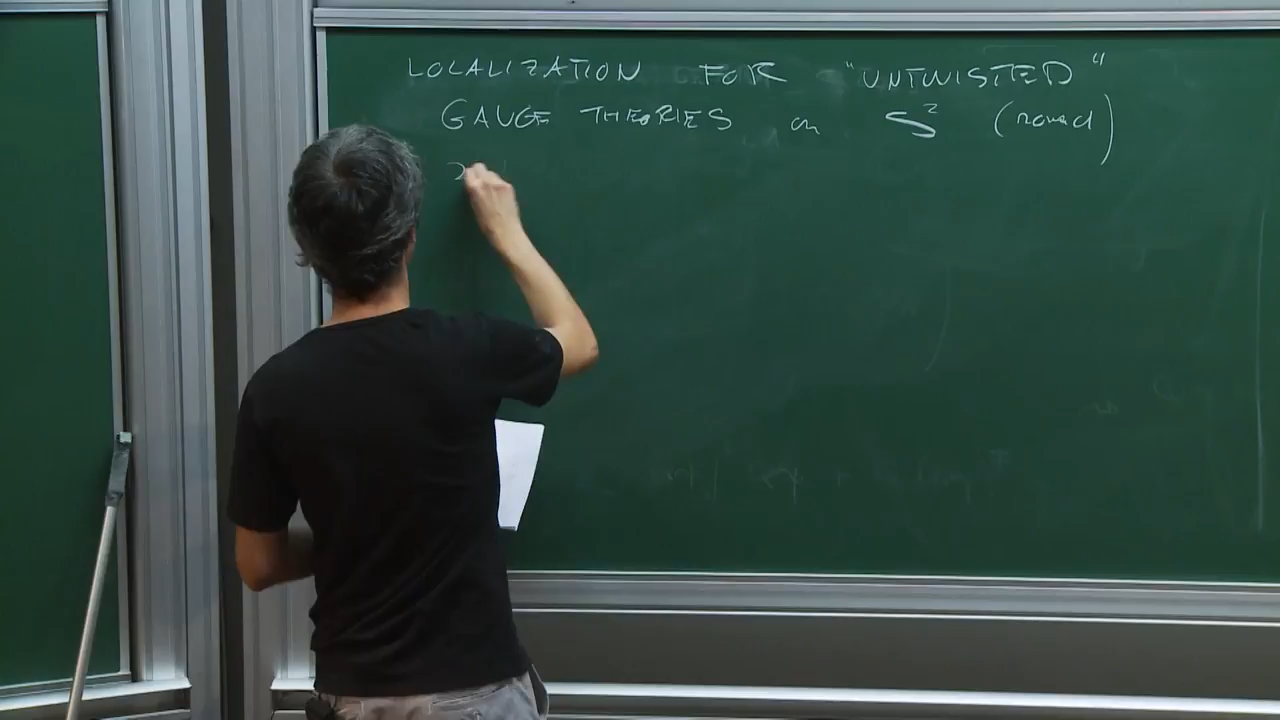 LOCALIZATION FOR "UNTWISTED"
GAUGE THEORIES on S² (round)